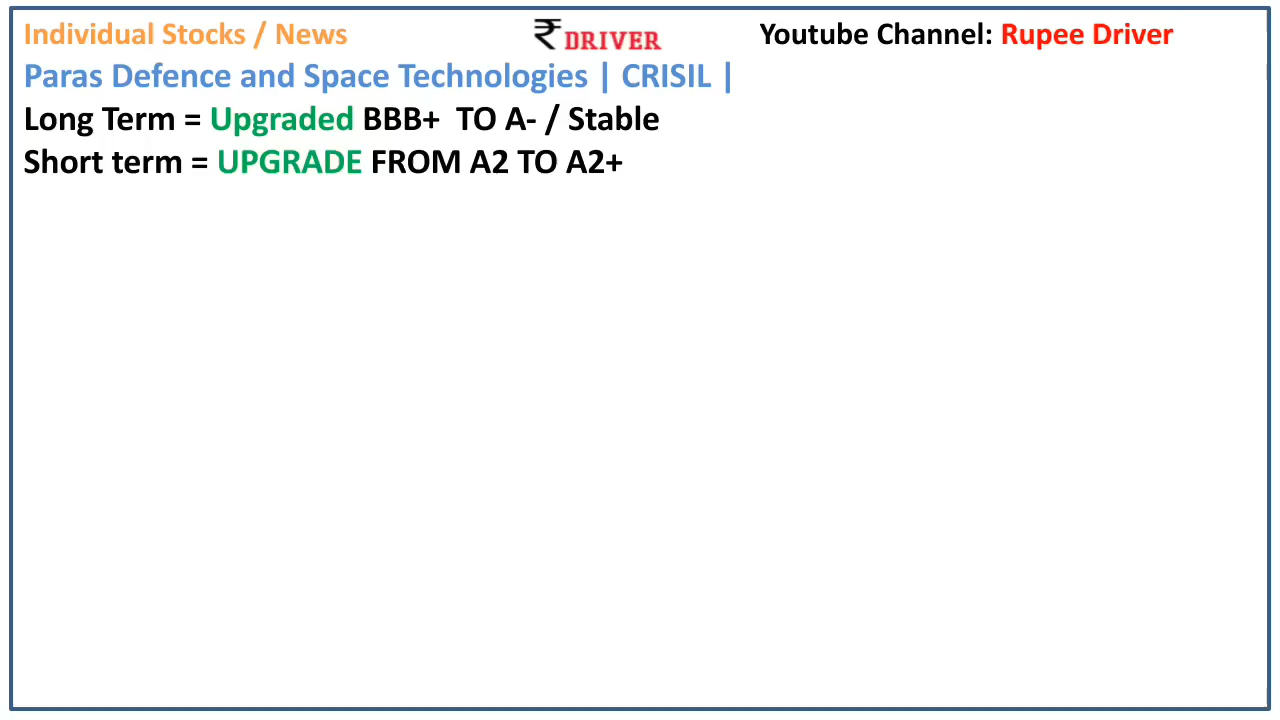 Individual Stocks / News ₹ DRIVER Youtube Channel: Rupee Driver
Paras Defence and Space Technologies | CRISIL |
Long Term = Upgraded BBB+  TO A- / Stable
Short term = UPGRADE FROM A2 TO A2+